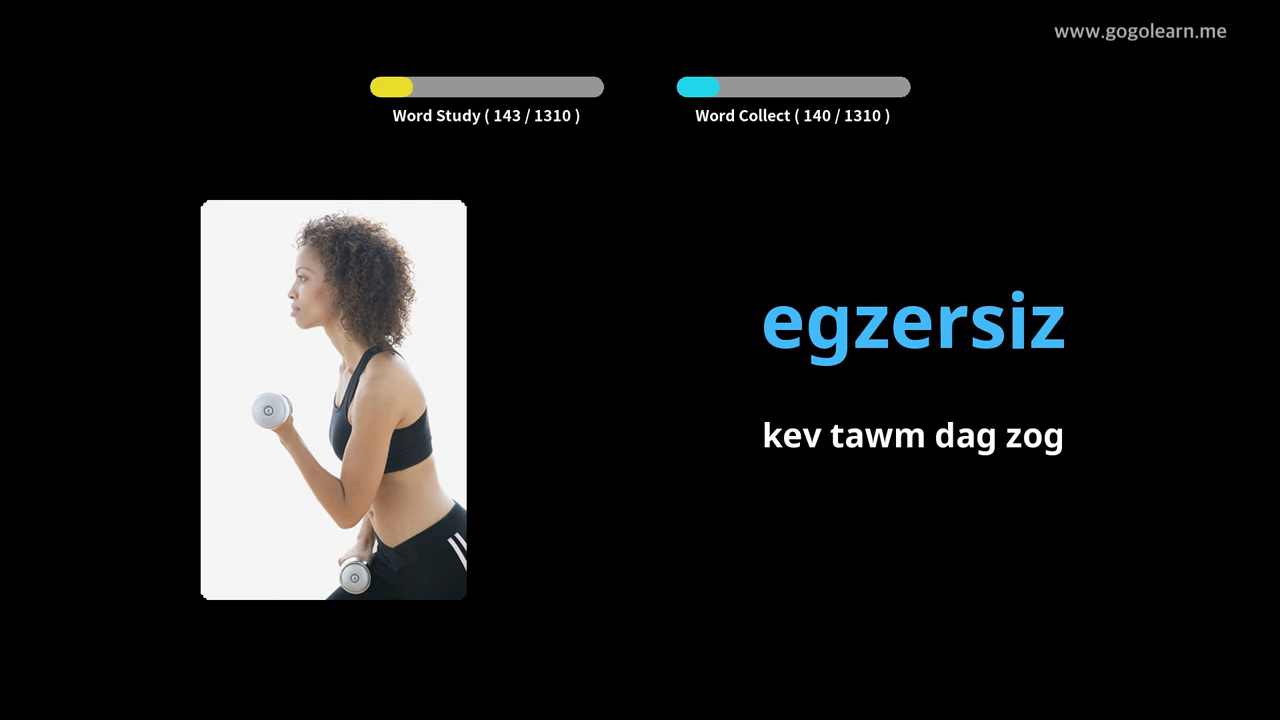 www.gogolearn.me
Word Study ( 143 / 1310 )
Word Collect ( 140 / 1310 )
egzersiz
kev tawm dag zog